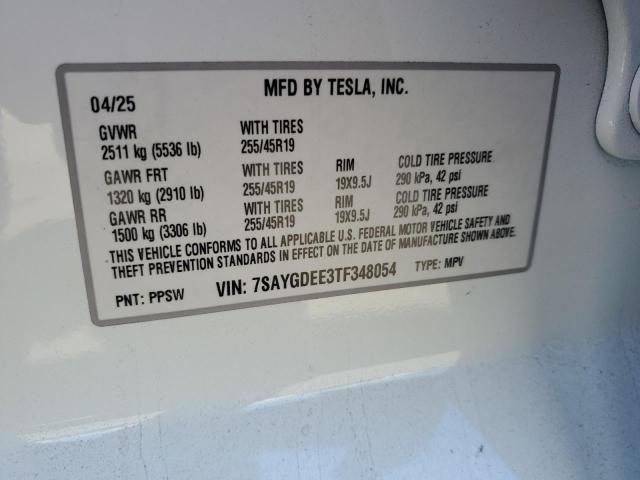 MFD BY TESLA, INC.
04/25
GVWR WITH TIRES
2511 kg (5536 lb) 255/45R19
GAWR FRT WITH TIRES RIM COLD TIRE PRESSURE
1320 kg (2910 lb) 255/45R19 19X9.5J 290 kPa, 42 psi
GAWR RR WITH TIRES RIM COLD TIRE PRESSURE
1500 kg (3306 lb) 255/45R19 19X9.5J 290 kPa, 42 psi
THIS VEHICLE CONFORMS TO ALL APPLICABLE U.S. FEDERAL MOTOR VEHICLE SAFETY AND
THEFT PREVENTION STANDARDS IN EFFECT ON THE DATE OF MANUFACTURE SHOWN ABOVE.
PNT: PPSW VIN: 7SAYGDEE3TF348054 TYPE: MPV